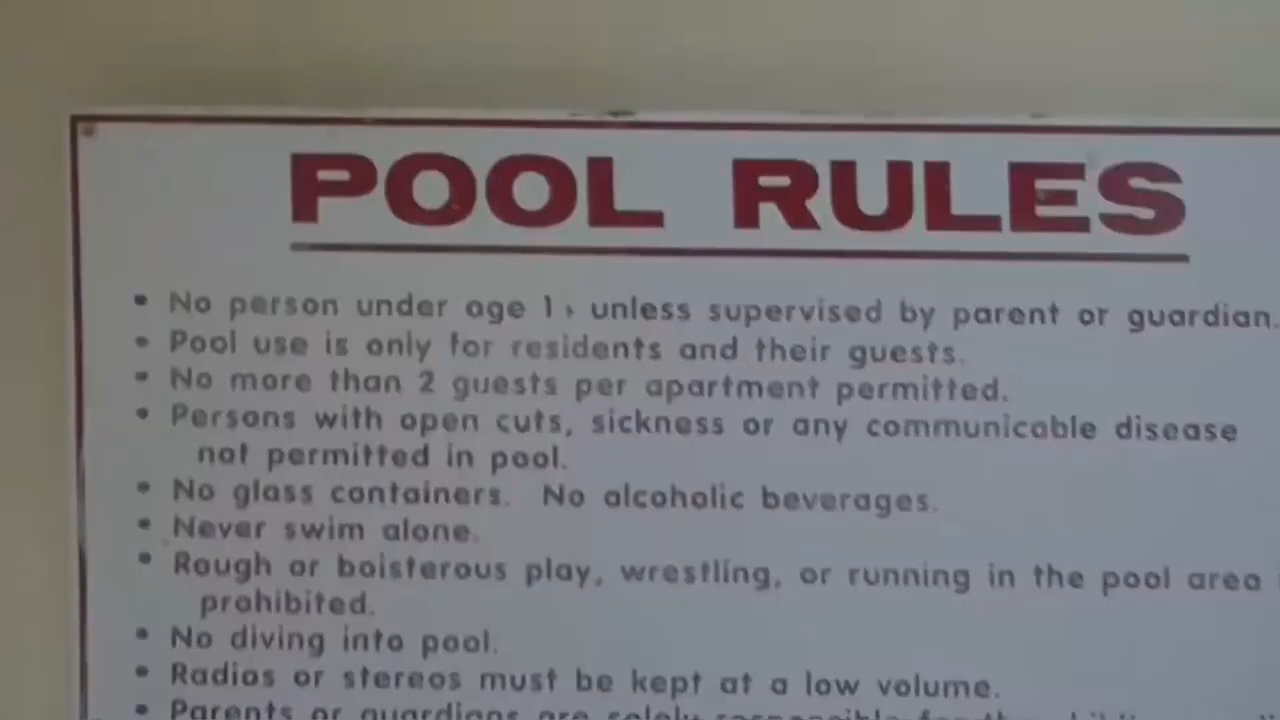 POOL RULES
• No person under age unless supervised by parent or guardian.
• Pool use is only for residents and their guests.
• No more than 2 guests per apartment permitted.
• Persons with open cuts, sickness or any communicable disease
not permitted in pool.
• No glass containers. No alcoholic beverages.
• Never swim alone.
• Rough or boisterous play, wrestling, or running in the pool area
prohibited.
• No diving into pool.
• Radios or stereos must be kept at a low volume.
• Parents or guardians are solely responsible for